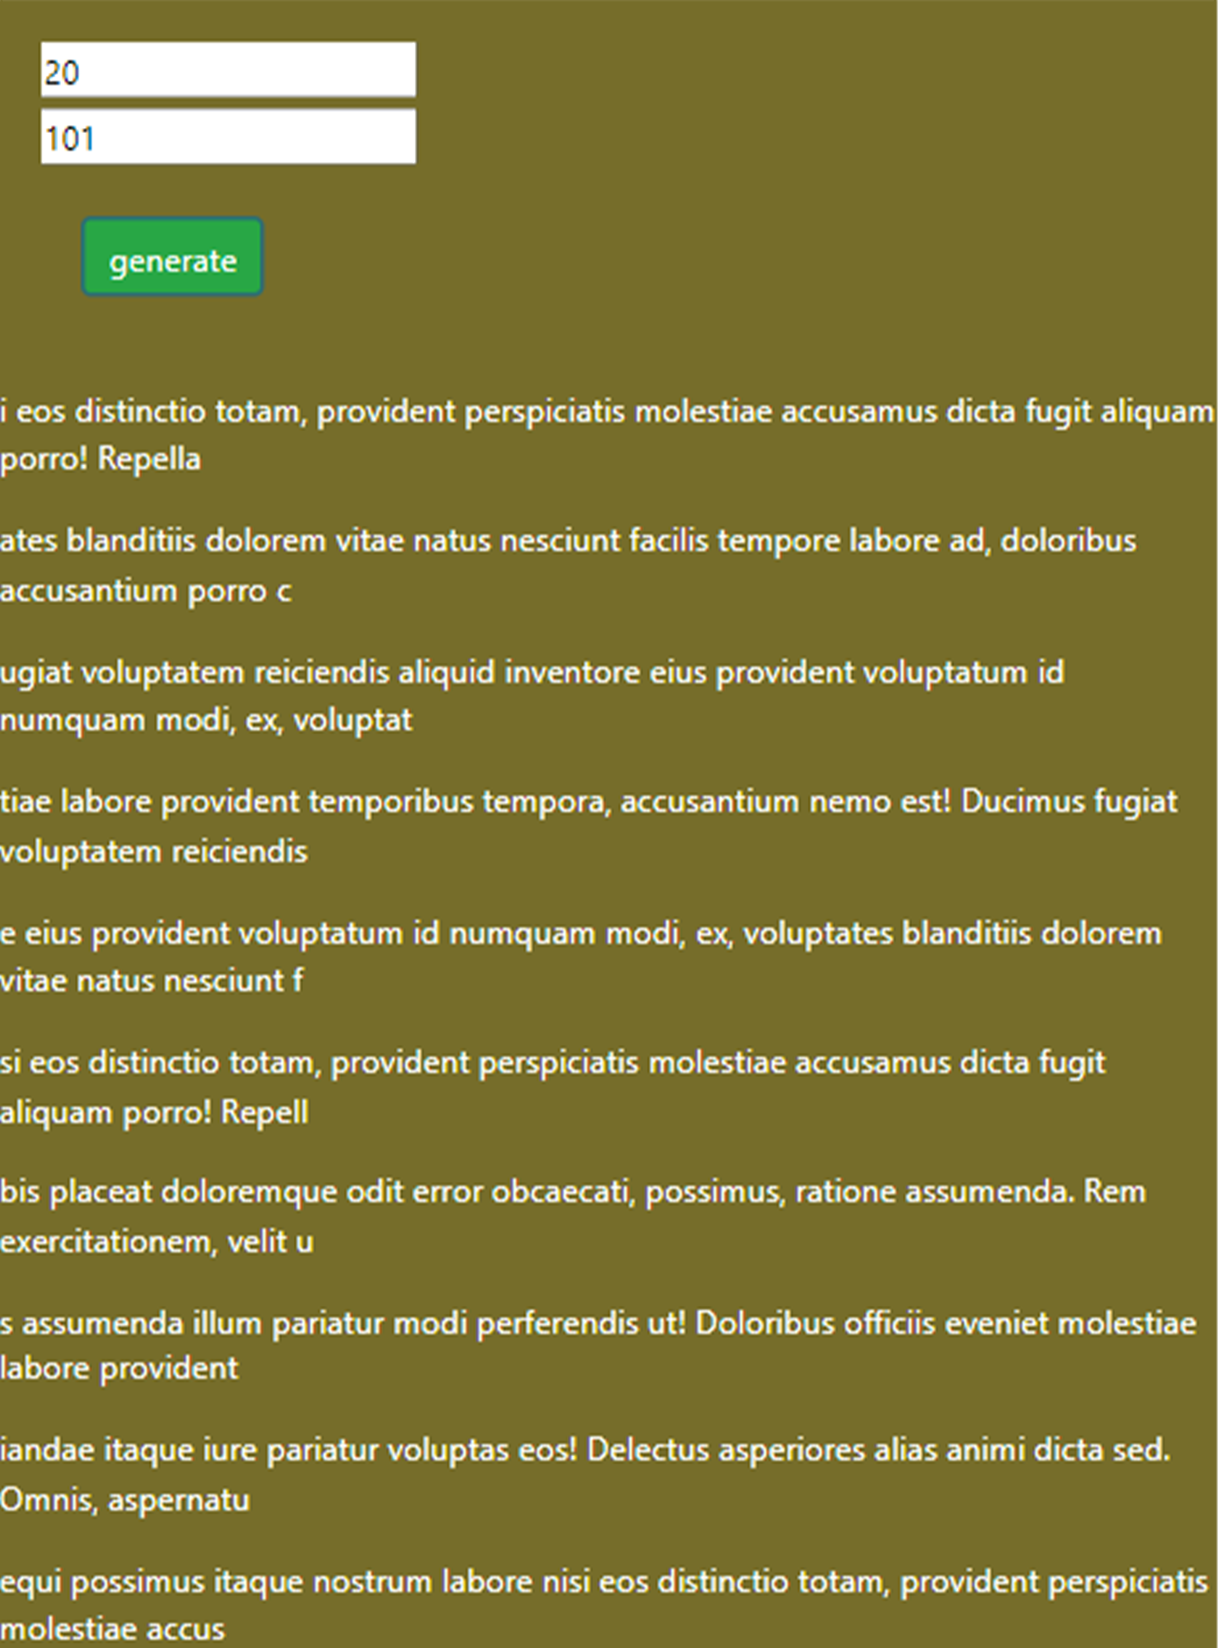 20
101
generate
i eos distinctio totam, provident perspiciatis molestiae accusamus dicta fugit aliquam
porro! Repella
ates blanditiis dolorem vitae natus nesciunt facilis tempore labore ad, doloribus
accusantium porro c
ugiat voluptatem reiciendis aliquid inventore eius provident voluptatum id
numquam modi, ex, voluptat
tiae labore provident temporibus tempora, accusantium nemo est! Ducimus fugiat
voluptatem reiciendis
e eius provident voluptatum id numquam modi, ex, voluptates blanditiis dolorem
vitae natus nesciunt f
si eos distinctio totam, provident perspiciatis molestiae accusamus dicta fugit
aliquam porro! Repell
bis placeat doloremque odit error obcaecati, possimus, ratione assumenda. Rem
exercitationem, velit u
s assumenda illum pariatur modi perferendis ut! Doloribus officiis eveniet molestiae
labore provident
iandae itaque iure pariatur voluptas eos! Delectus asperiores alias animi dicta sed.
Omnis, aspernatu
equi possimus itaque nostrum labore nisi eos distinctio totam, provident perspiciatis
molestiae accus